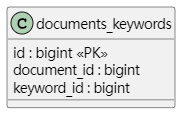 C documents_keywords
id : bigint «PK»
document_id : bigint
keyword_id : bigint